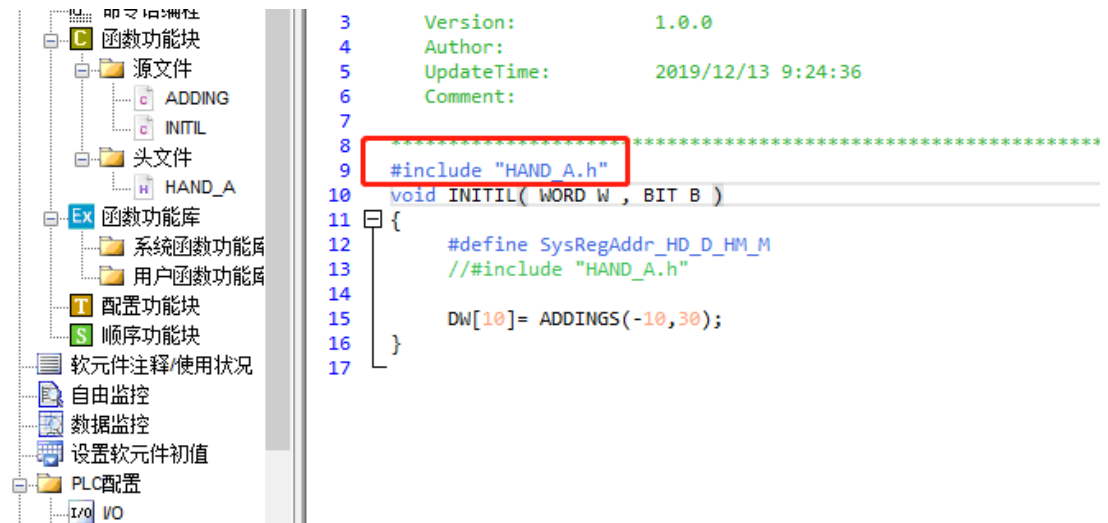 命令语编程
函数功能块
源文件
ADDING
INITIL
头文件
HAND_A
Ex 函数功能库
系统函数功能库
用户函数功能库
T 配置功能块
S 顺序功能块
软元件注释/使用状况
自由监控
数据监控
设置软元件初值
PLC配置
I/O I/O
3 Version: 1.0.0
4 Author:
5 UpdateTime: 2019/12/13 9:24:36
6 Comment:
7
8 ************************************************************************
9 #include "HAND_A.h"
10 void INITIL( WORD W , BIT B )
11 {
12 #define SysRegAddr_HD_D_HM_M
13 //#include "HAND_A.h"
14
15 DW[10]= ADDINGS(-10,30);
16 }
17